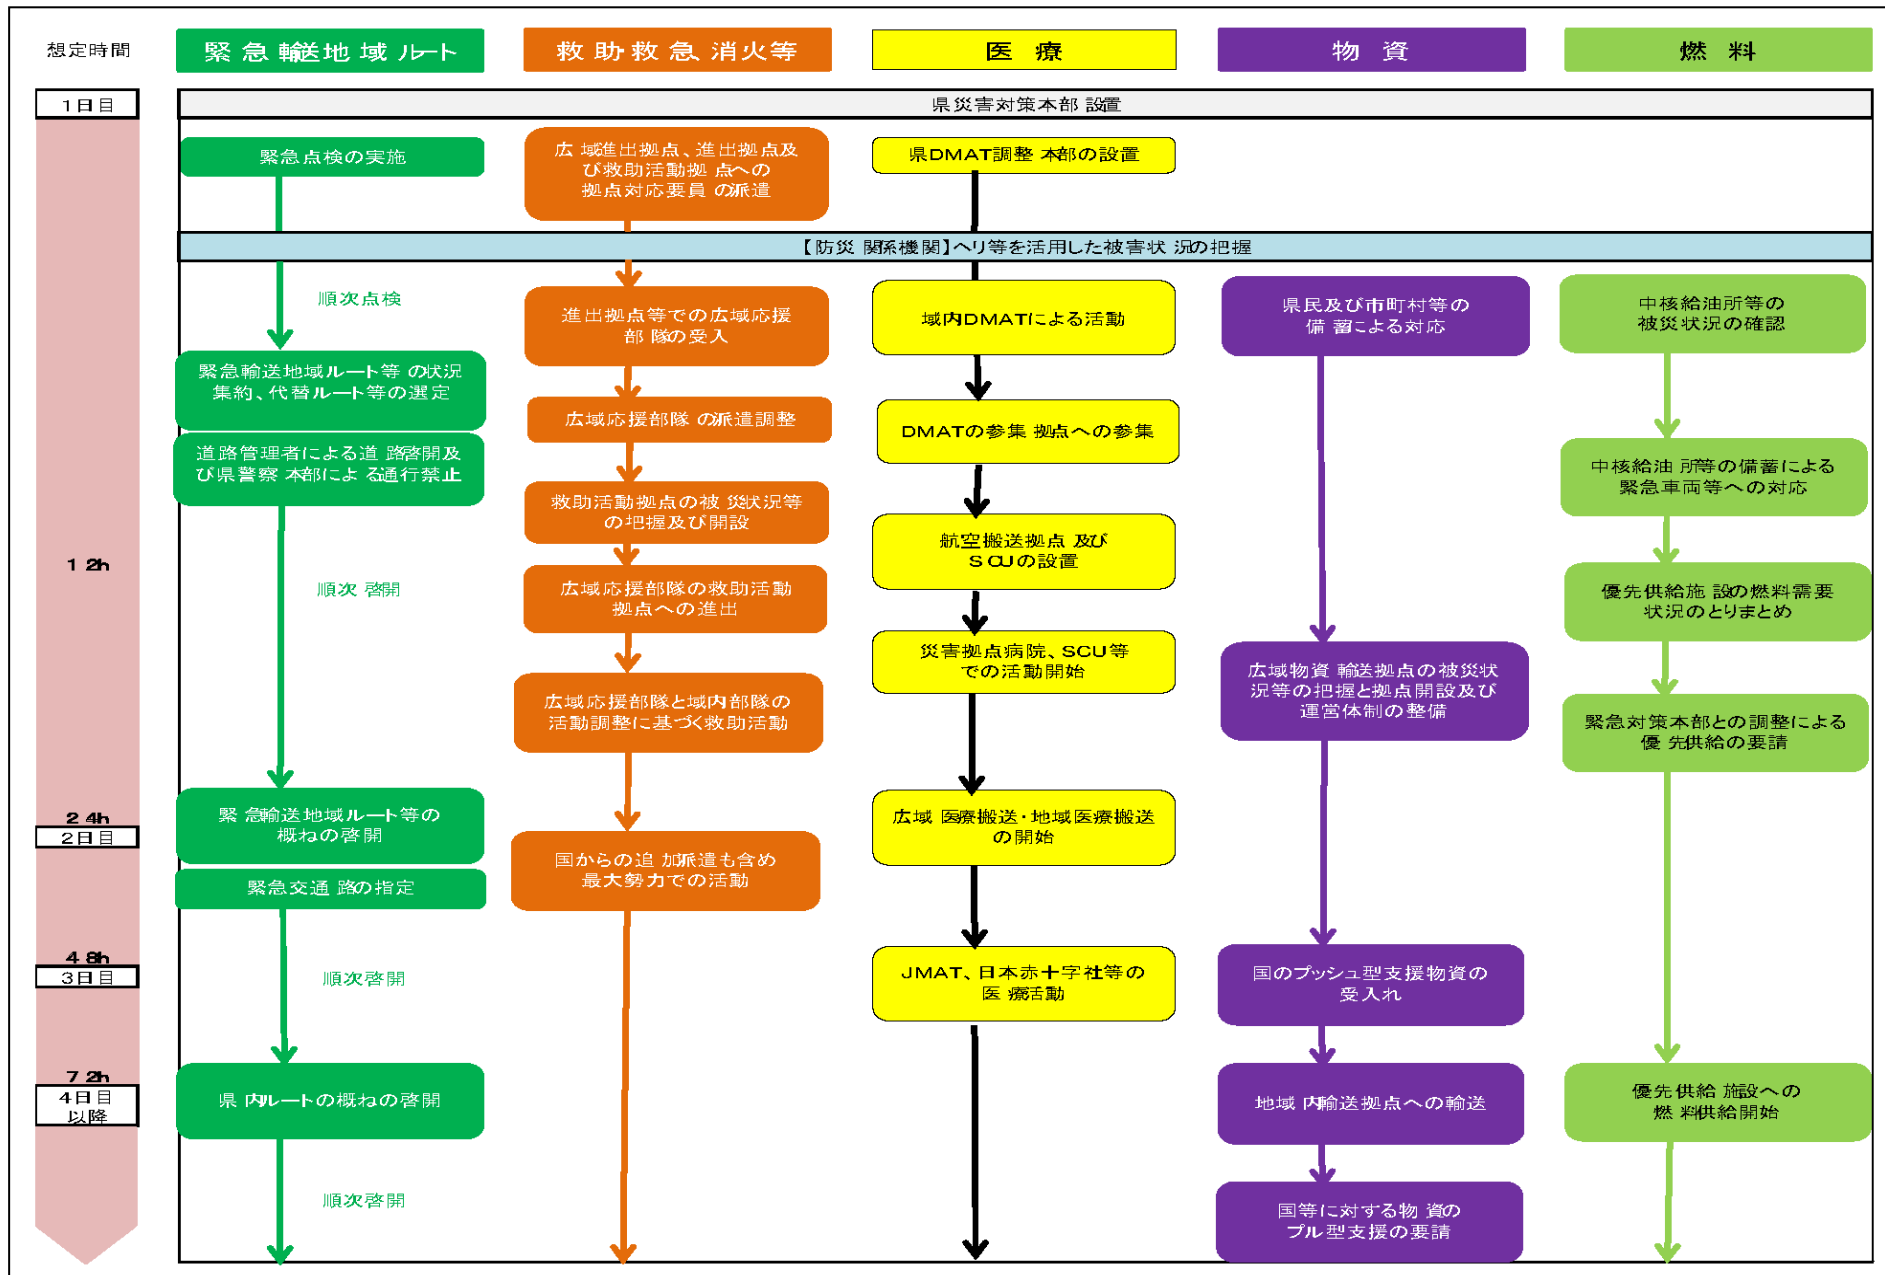 想定時間
緊急輸送地域ルート
救助・救急、消火等
医療
物資
燃料
1日目
県災害対策本部設置
緊急点検の実施
広域進出拠点、進出拠点及
び救助活動拠点への
拠点対応要員の派遣
県DMAT調整本部の設置
【防災関係機関】ヘリ等を活用した被害状況の把握
順次点検
進出拠点等での広域応援
部隊の受入
域内DMATによる活動
県民及び市町村等の
備蓄による対応
中核給油所等の
被災状況の確認
緊急輸送地域ルート等の状況
集約、代替ルート等の選定
広域応援部隊の派遣調整
DMATの参集拠点への参集
道路管理者による道路啓開及
び県警察本部による通行禁止
中核給油所等の備蓄による
緊急車両等への対応
救助活動拠点の被災状況等
の把握及び開設
航空搬送拠点及び
SCUの設置
12h
順次啓開
広域応援部隊の救助活動
拠点への進出
優先供給施設の燃料需要
状況のとりまとめ
災害拠点病院、SCU等
での活動開始
広域物資輸送拠点の被災状
況等の把握と拠点開設及び
運営体制の整備
広域応援部隊と域内部隊の
活動調整に基づく救助活動
緊急対策本部との調整による
優先供給の要請
24h
2日目
緊急輸送地域ルート等の
概ねの啓開
広域医療搬送・地域医療搬送
の開始
国からの追加派遣も含め
最大勢力での活動
緊急交通路の指定
48h
3日目
順次啓開
JMAT、日本赤十字社等の
医療活動
国のプッシュ型支援物資の
受入れ
72h
4日目
以降
県内ルートの概ねの啓開
地域内輸送拠点への輸送
優先供給施設への
燃料供給開始
順次啓開
国等に対する物資の
プル型支援の要請